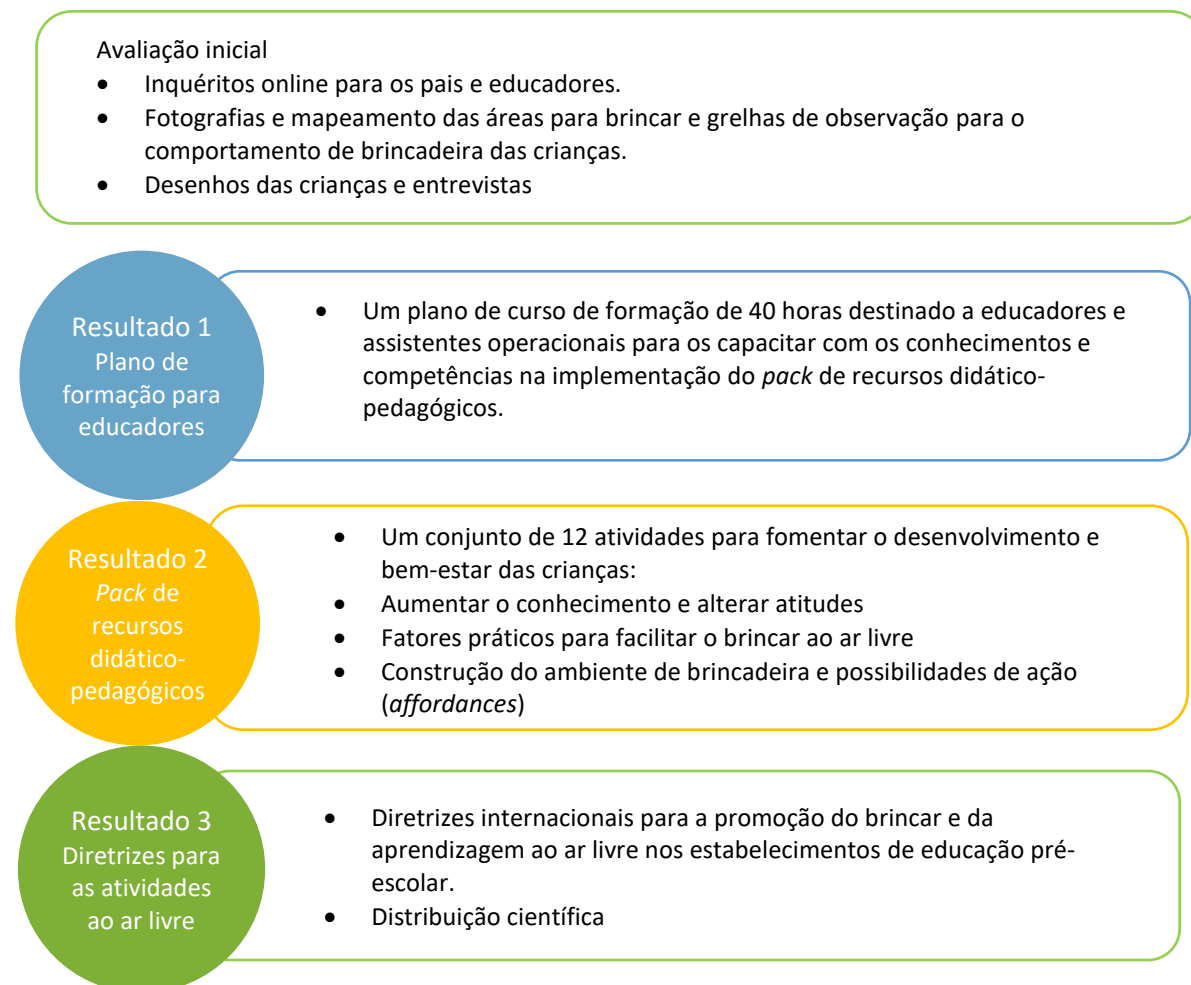 Avaliação inicial
• Inquéritos online para os pais e educadores.
• Fotografias e mapeamento das áreas para brincar e grelhas de observação para o
comportamento de brincadeira das crianças.
• Desenhos das crianças e entrevistas
Resultado 1
Plano de
formação para
educadores
• Um plano de curso de formação de 40 horas destinado a educadores e
assistentes operacionais para os capacitar com os conhecimentos e
competências na implementação do pack de recursos didático-
pedagógicos.
Resultado 2
Pack de
recursos
didático-
pedagógicos
• Um conjunto de 12 atividades para fomentar o desenvolvimento e
bem-estar das crianças:
• Aumentar o conhecimento e alterar atitudes
• Fatores práticos para facilitar o brincar ao ar livre
• Construção do ambiente de brincadeira e possibilidades de ação
(affordances)
Resultado 3
Diretrizes para
as atividades
ao ar livre
• Diretrizes internacionais para a promoção do brincar e da
aprendizagem ao ar livre nos estabelecimentos de educação pré-
escolar.
• Distribuição científica